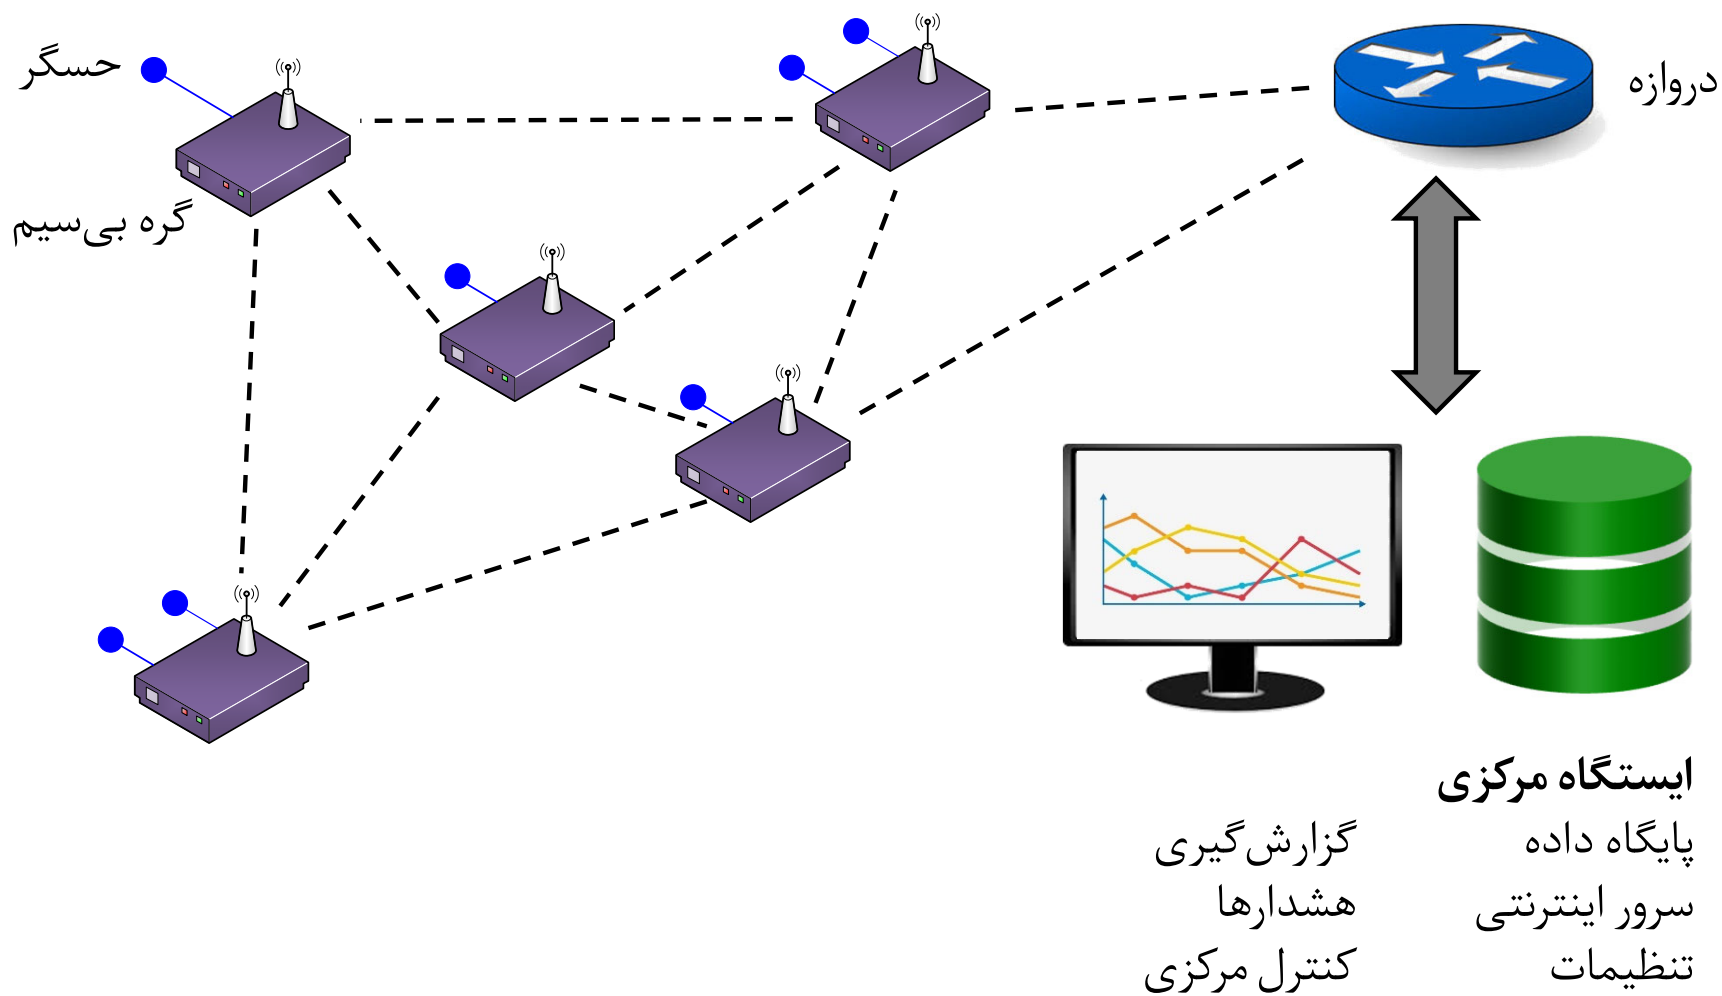 حسگر
دروازه
گره بی‌سیم
ایستگاه مرکزی
پایگاه داده
گزارش‌گیری
سرور اینترنتی
هشدارها
تنظیمات
کنترل مرکزی